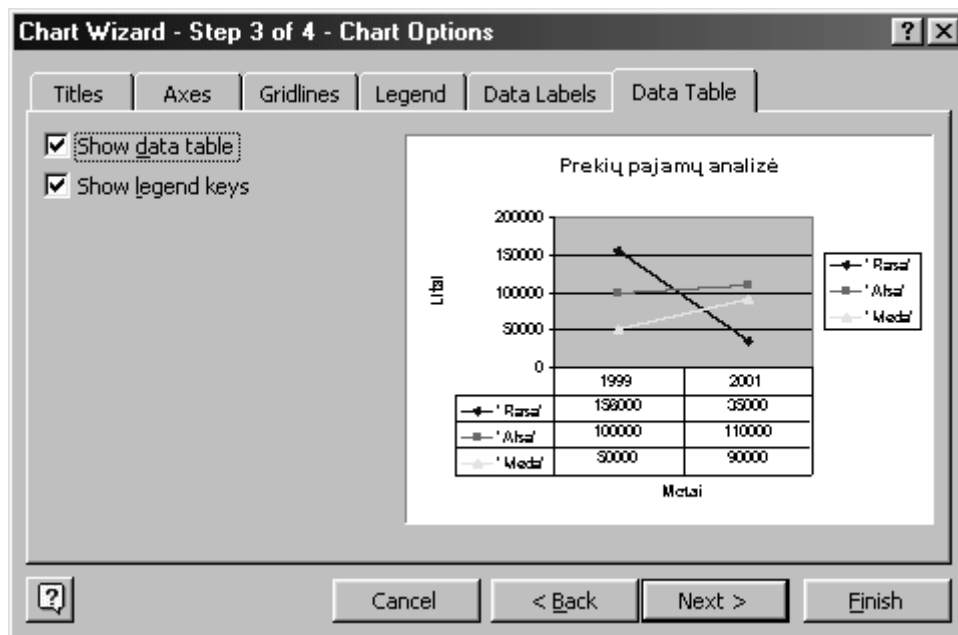 Chart Wizard - Step 3 of 4 - Chart Options
Titles Axes Gridlines Legend Data Labels Data Table
Show data table
Show legend keys
Prekių pajamų analizė
200000
150000
100000
50000
0
Litai
'Rasa'
'Alsa'
'Meda'
1999 2001
'Rasa' 156000 35000
'Alsa' 100000 110000
'Meda' 50000 90000
Metai
Cancel < Back Next > Finish